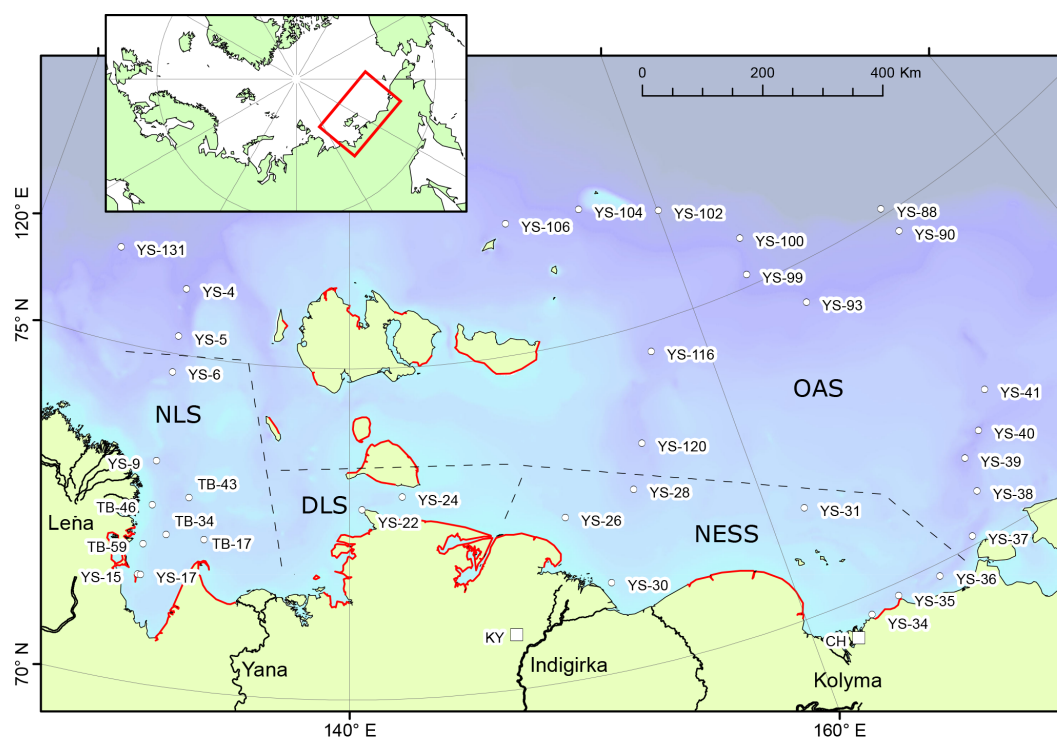 0 200 400 Km
120° E
75° N
70° N
140° E
160° E
YS-104
YS-102
YS-88
YS-106
YS-90
YS-131
YS-100
YS-99
YS-4
YS-93
YS-5
YS-116
YS-6
OAS
YS-41
NLS
YS-40
YS-120
YS-39
YS-9
TB-43
YS-28
YS-38
TB-46
YS-24
DLS
YS-31
Lena
TB-34
YS-22
YS-26
NESS
YS-37
TB-59
TB-17
YS-15
YS-17
YS-30
YS-36
YS-35
YS-34
KY
CH
Yana
Indigirka
Kolyma